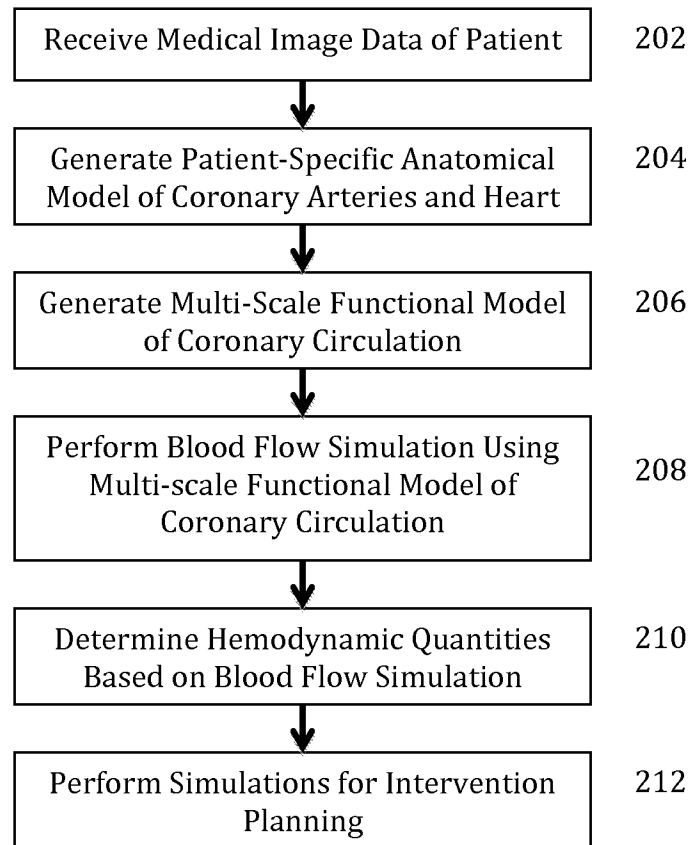 Receive Medical Image Data of Patient 202
Generate Patient-Specific Anatomical 204
Model of Coronary Arteries and Heart
Generate Multi-Scale Functional Model 206
of Coronary Circulation
Perform Blood Flow Simulation Using
Multi-scale Functional Model of 208
Coronary Circulation
Determine Hemodynamic Quantities 210
Based on Blood Flow Simulation
Perform Simulations for Intervention 212
Planning